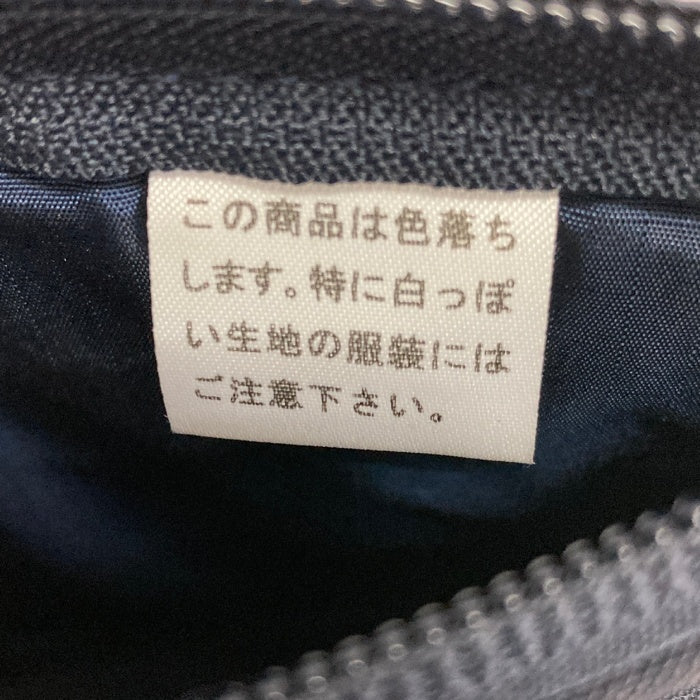 この商品は色落ち
します。特に白っぽ
い生地の服装には
ご注意下さい。